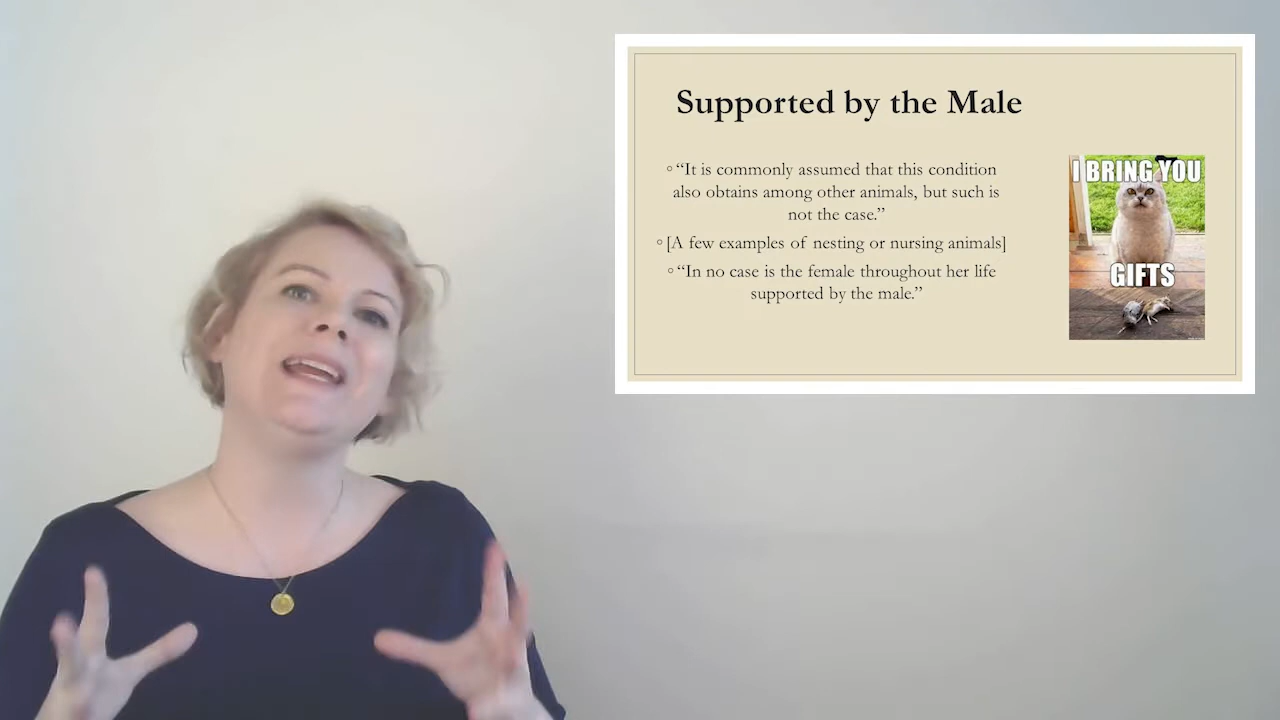 Supported by the Male
◦ “It is commonly assumed that this condition
also obtains among other animals, but such is
not the case.”
◦ [A few examples of nesting or nursing animals]
◦ “In no case is the female throughout her life
supported by the male.”
I BRING YOU
GIFTS